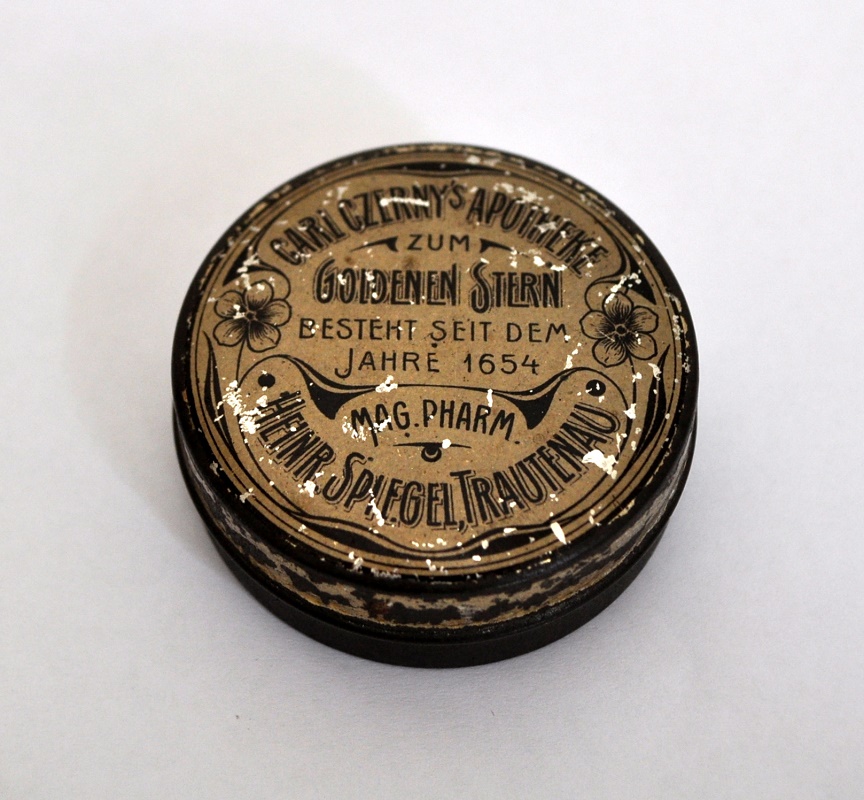 CARL CZERNY'S APOTHEKE
ZUM
GOLDENEN STERN
BESTEHT SEIT DEM
JAHRE 1654
MAG. PHARM.
HEINR. SPIEGEL, TRAUTENAU